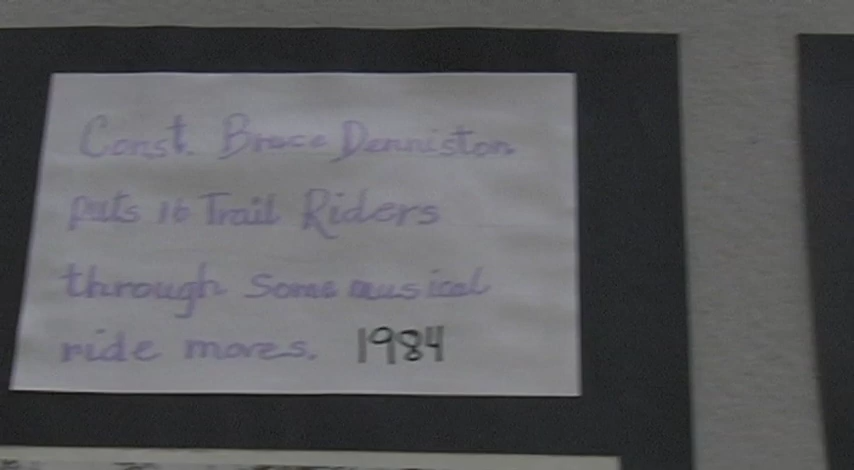 Const. Bruce Denniston
puts 16 Trail Riders
through some musical
ride moves. 1984